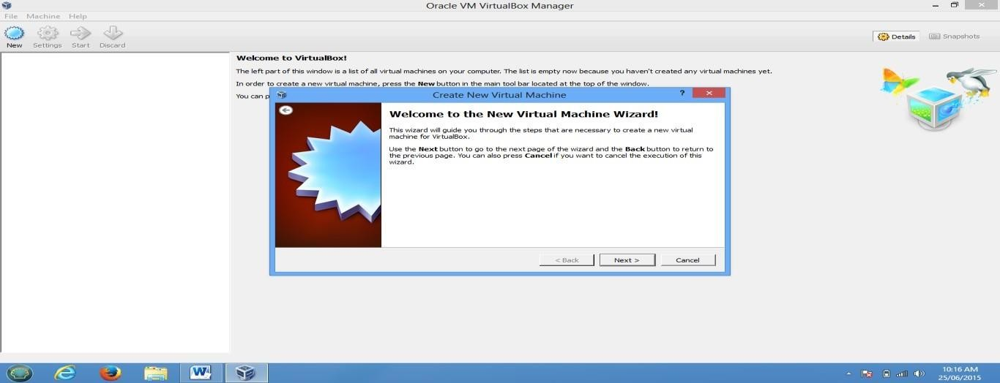 Oracle VM VirtualBox Manager
File Machine Help
New Settings Start Discard
Details Snapshots
Welcome to VirtualBox!
The left part of this window is a list of all virtual machines on your computer. The list is empty now because you haven't created any virtual machines yet.
In order to create a new virtual machine, press the New button in the main tool bar located at the top of the window.
You can p
Create New Virtual Machine
?
Welcome to the New Virtual Machine Wizard!
This wizard will guide you through the steps that are necessary to create a new virtual
machine for VirtualBox.
Use the Next button to go to the next page of the wizard and the Back button to return to
the previous page. You can also press Cancel if you want to cancel the execution of this
wizard.
< Back Next > Cancel
10:16 AM
25/06/2015